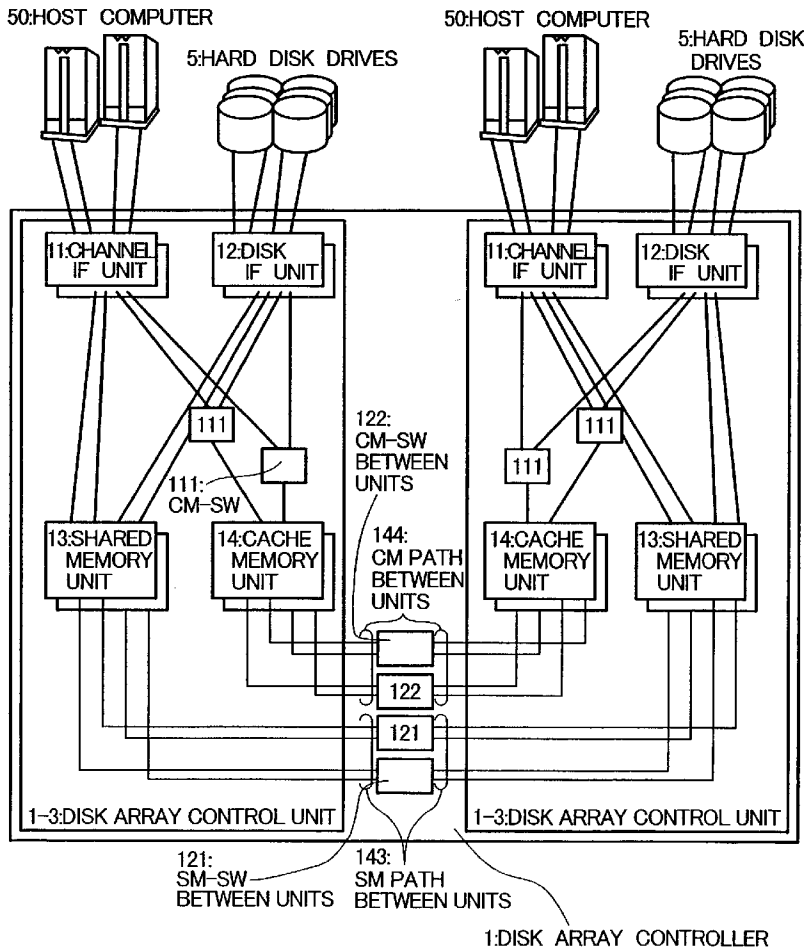 50:HOST COMPUTER
5:HARD DISK DRIVES
50:HOST COMPUTER
5:HARD DISK
DRIVES
11:CHANNEL
IF UNIT
12:DISK
IF UNIT
11:CHANNEL
IF UNIT
12:DISK
IF UNIT
111
111:
CM-SW
122:
CM-SW
BETWEEN
UNITS
111
111
13:SHARED
MEMORY
UNIT
14:CACHE
MEMORY
UNIT
144:
CM PATH
BETWEEN
UNITS
14:CACHE
MEMORY
UNIT
13:SHARED
MEMORY
UNIT
122
121
1-3:DISK ARRAY CONTROL UNIT
1-3:DISK ARRAY CONTROL UNIT
121:
SM-SW
BETWEEN UNITS
143:
SM PATH
BETWEEN UNITS
1:DISK ARRAY CONTROLLER